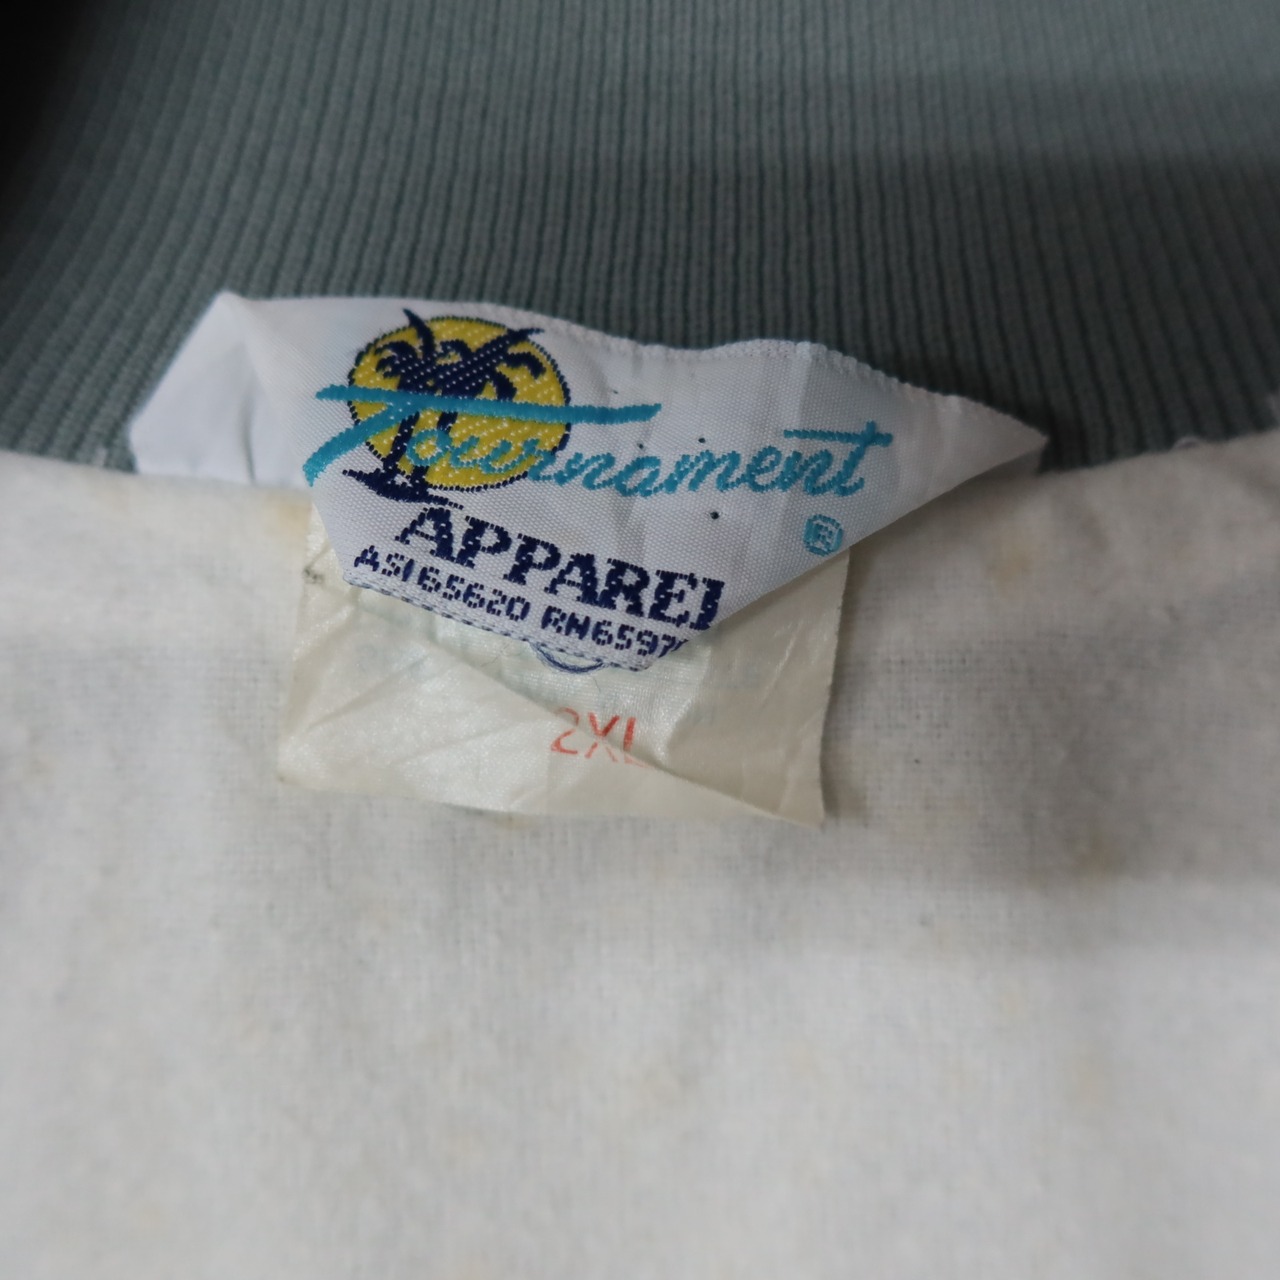 Tournament
®
APPAREL
ASI 65620 RN6597
2XL